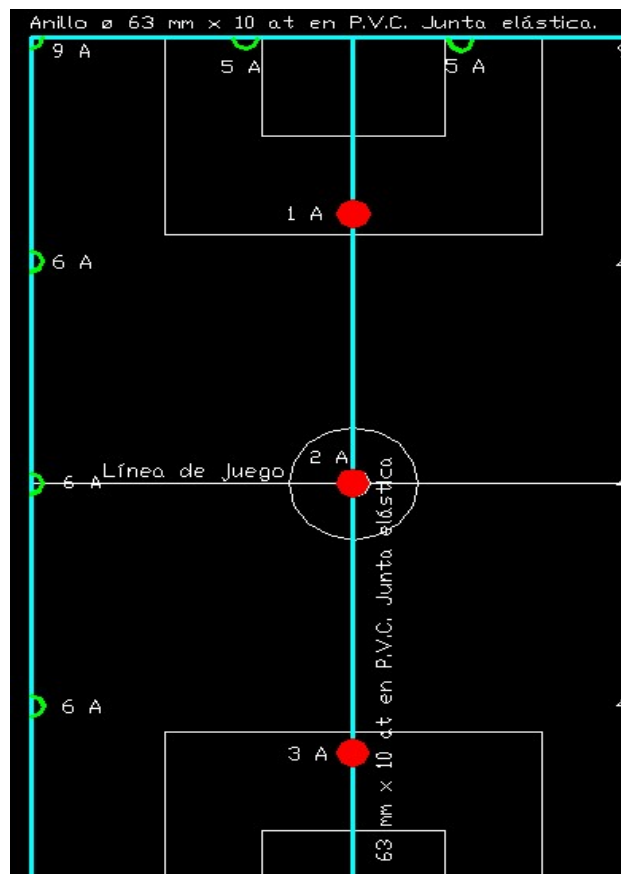 Anillo ø 63 mm x 10 at en P.V.C. Junta elástica.
9 A
5 A
5 A
1 A
6 A
2 A
Línea de Juego
6 A
63 mm x 10 at en P.V.C. Junta elástica
6 A
3 A